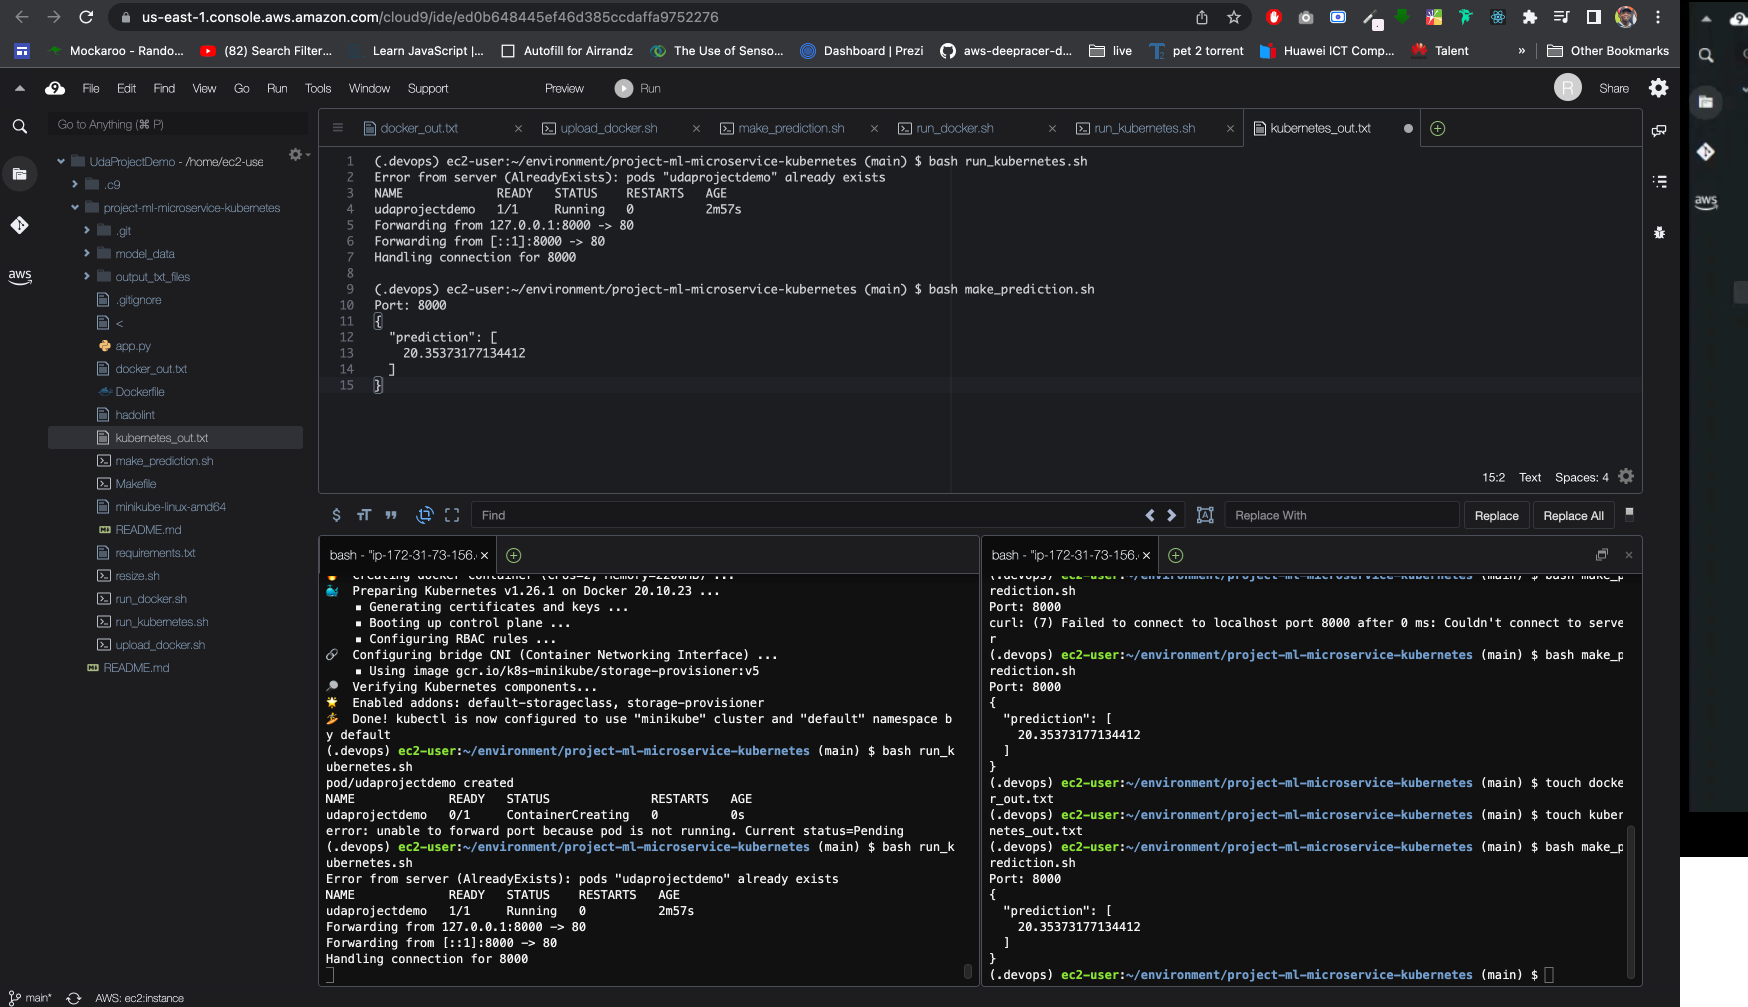 us-east-1.console.aws.amazon.com/cloud9/ide/ed0b648445ef46d385ccdaffa9752276
Mockaroo - Rando...
(82) Search Filter...
Learn JavaScript |...
Autofill for Airrandz
The Use of Senso...
Dashboard | Prezi
aws-deepracer-d...
live
pet 2 torrent
Huawei ICT Comp...
Talent
»
Other Bookmarks
9 File Edit Find View Go Run Tools Window Support Preview Run R Share
Go to Anything (⌘ P)
UdaProjectDemo - /home/ec2-use
.c9
project-ml-microservice-kubernetes
.git
model_data
output_txt_files
.gitignore
<
app.py
docker_out.txt
Dockerfile
hadolint
kubernetes_out.txt
make_prediction.sh
Makefile
minikube-linux-amd64
README.md
requirements.txt
resize.sh
run_docker.sh
run_kubernetes.sh
upload_docker.sh
README.md
aws
docker_out.txt
upload_docker.sh
make_prediction.sh
run_docker.sh
run_kubernetes.sh
kubernetes_out.txt
1 (.devops) ec2-user:~/environment/project-ml-microservice-kubernetes (main) $ bash run_kubernetes.sh
2 Error from server (AlreadyExists): pods "udaprojectdemo" already exists
3 NAME READY STATUS RESTARTS AGE
4 udaprojectdemo 1/1 Running 0 2m57s
5 Forwarding from 127.0.0.1:8000 -> 80
6 Forwarding from [::1]:8000 -> 80
7 Handling connection for 8000
8
9 (.devops) ec2-user:~/environment/project-ml-microservice-kubernetes (main) $ bash make_prediction.sh
10 Port: 8000
11 {
12 "prediction": [
13 20.35373177134412
14 ]
15 }
15:2 Text Spaces: 4
$ Find Replace With Replace Replace All
bash - "ip-172-31-73-156.
Creating docker container (CPUs=2, Memory=2200MB) ...
Preparing Kubernetes v1.26.1 on Docker 20.10.23 ...
▪ Generating certificates and keys ...
▪ Booting up control plane ...
▪ Configuring RBAC rules ...
Configuring bridge CNI (Container Networking Interface) ...
▪ Using image gcr.io/k8s-minikube/storage-provisioner:v5
Verifying Kubernetes components...
Enabled addons: default-storageclass, storage-provisioner
Done! kubectl is now configured to use "minikube" cluster and "default" namespace b
y default
(.devops) ec2-user:~/environment/project-ml-microservice-kubernetes (main) $ bash run_k
ubernetes.sh
pod/udaprojectdemo created
NAME READY STATUS RESTARTS AGE
udaprojectdemo 0/1 ContainerCreating 0 0s
error: unable to forward port because pod is not running. Current status=Pending
(.devops) ec2-user:~/environment/project-ml-microservice-kubernetes (main) $ bash run_k
ubernetes.sh
Error from server (AlreadyExists): pods "udaprojectdemo" already exists
NAME READY STATUS RESTARTS AGE
udaprojectdemo 1/1 Running 0 2m57s
Forwarding from 127.0.0.1:8000 -> 80
Forwarding from [::1]:8000 -> 80
Handling connection for 8000
bash - "ip-172-31-73-156.
(.devops) ec2-user:~/environment/project-ml-microservice-kubernetes (main) $ bash make_p
rediction.sh
Port: 8000
curl: (7) Failed to connect to localhost port 8000 after 0 ms: Couldn't connect to serve
r
(.devops) ec2-user:~/environment/project-ml-microservice-kubernetes (main) $ bash make_p
rediction.sh
Port: 8000
{
"prediction": [
20.35373177134412
]
}
(.devops) ec2-user:~/environment/project-ml-microservice-kubernetes (main) $ touch docke
r_out.txt
(.devops) ec2-user:~/environment/project-ml-microservice-kubernetes (main) $ touch kuber
netes_out.txt
(.devops) ec2-user:~/environment/project-ml-microservice-kubernetes (main) $ bash make_p
rediction.sh
Port: 8000
{
"prediction": [
20.35373177134412
]
}
(.devops) ec2-user:~/environment/project-ml-microservice-kubernetes (main) $
main* AWS: ec2:instance
aws